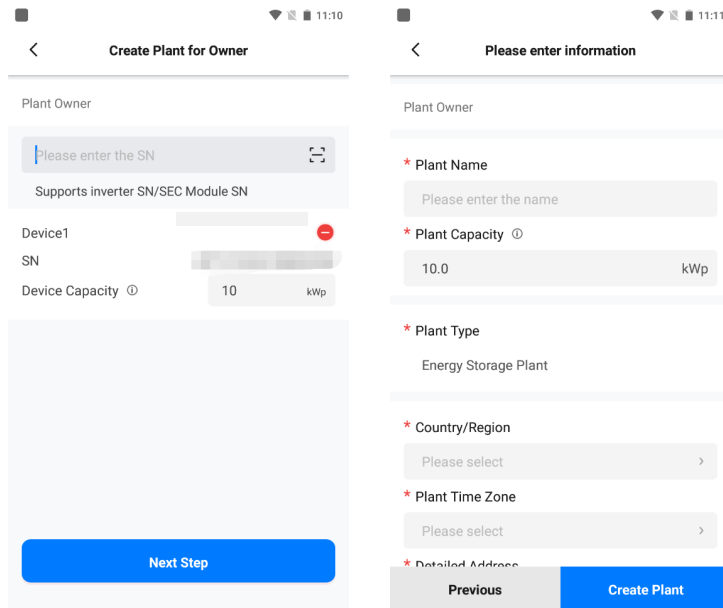 11:10
Create Plant for Owner
Plant Owner
Please enter the SN
Supports inverter SN/SEC Module SN
Device1
SN
Device Capacity
10 kWp
Next Step
11:11
Please enter information
Plant Owner
* Plant Name
Please enter the name
* Plant Capacity
10.0 kWp
* Plant Type
Energy Storage Plant
* Country/Region
Please select
* Plant Time Zone
Please select
* Detailed Address
Previous
Create Plant